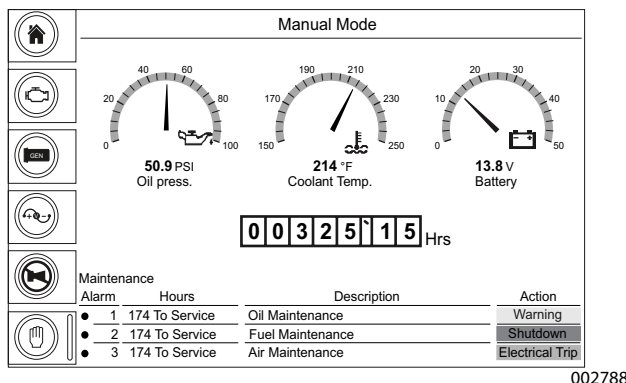 Manual Mode
0 20 40 60 80 100
150 170 190 210 230 250
0 10 20 30 40 50
GEN
50.9 PSI
Oil press.
214 °F
Coolant Temp.
13.8 V
Battery
0 0 3 2 5 ` 1 5 Hrs
Maintenance
Alarm Hours Description Action
• 1 174 To Service Oil Maintenance Warning
• 2 174 To Service Fuel Maintenance Shutdown
• 3 174 To Service Air Maintenance Electrical Trip
002788